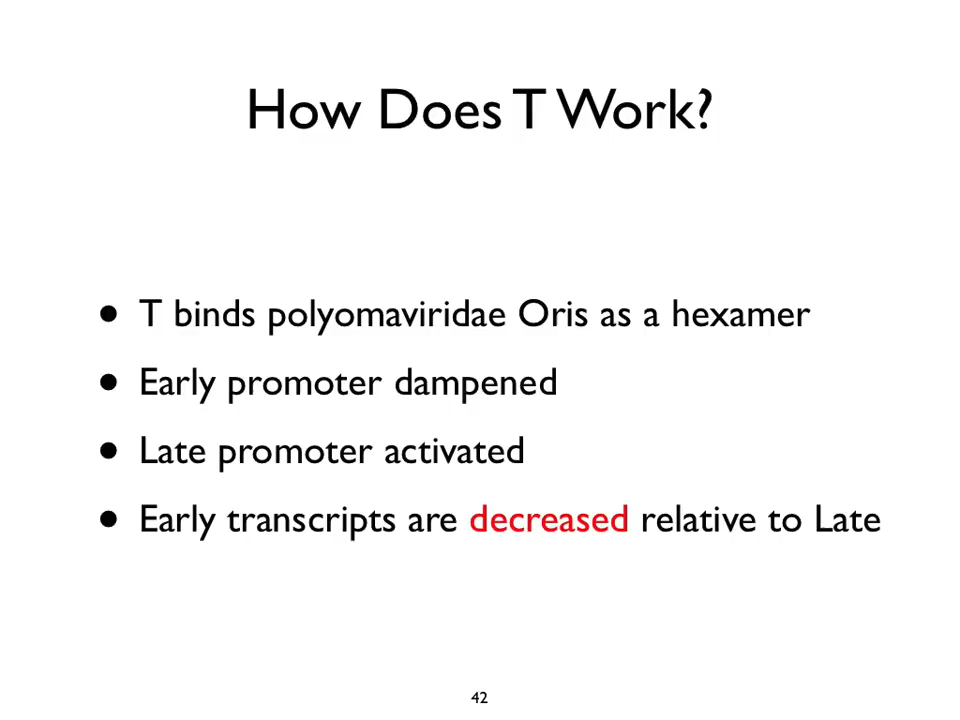 How Does T Work?
• T binds polyomaviridae Oris as a hexamer
• Early promoter dampened
• Late promoter activated
• Early transcripts are decreased relative to Late
42